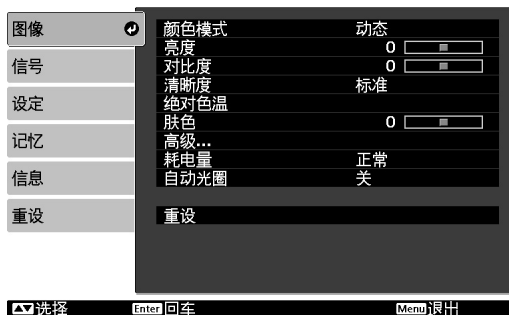 图像
信号
设定
记忆
信息
重设
颜色模式 动态
亮度 0
对比度 0
清晰度 标准
绝对色温
肤色 0
高级...
耗电量 正常
自动光圈 关
重设
选择 Enter 回车 Menu 退出